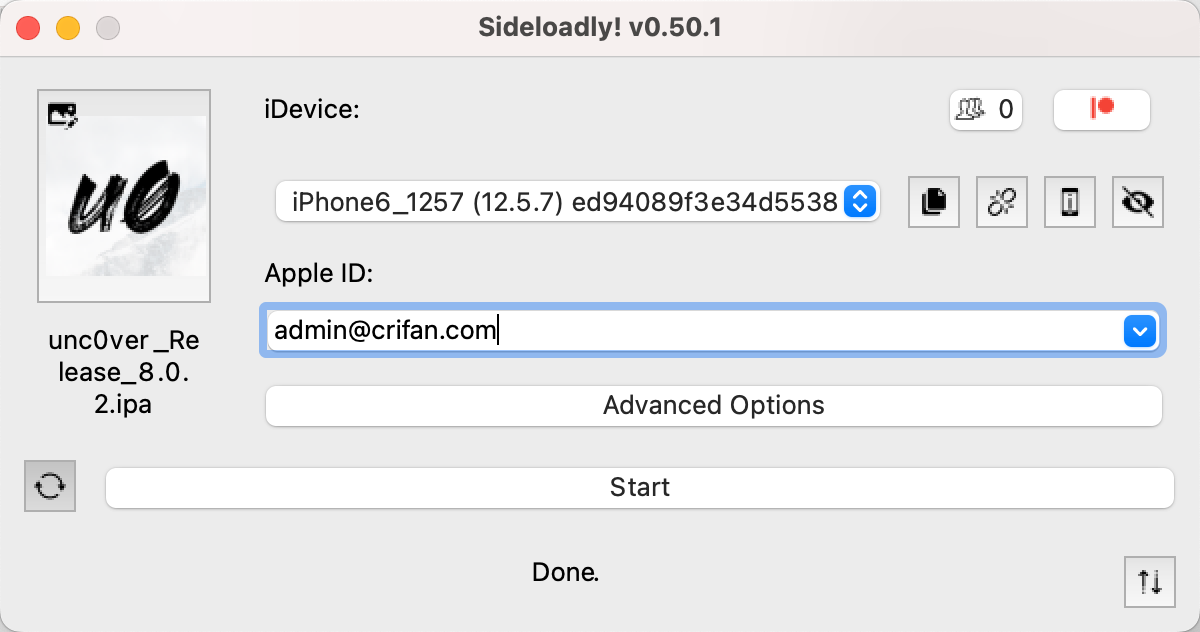 Sideloadly! v0.50.1
iDevice:
0
u0
iPhone6_1257 (12.5.7) ed94089f3e34d5538
Apple ID:
admin@crifan.com
unc0ver_Re
lease_8.0.
2.ipa
Advanced Options
Start
Done.